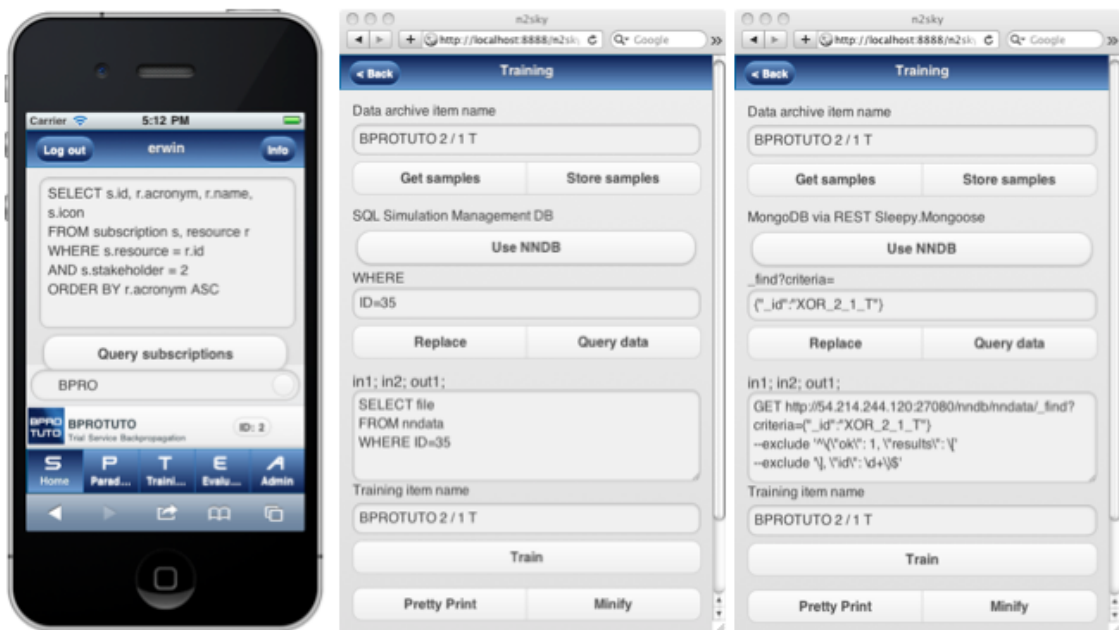 Carrier 5:12 PM
Log out erwin Info
SELECT s.id, r.acronym, r.name,
s.icon
FROM subscription s, resource r
WHERE s.resource = r.id
AND s.stakeholder = 2
ORDER BY r.acronym ASC
Query subscriptions
BPRO
BPRO
TUTO
BPROTUTO
Trial Service Backpropagation
ID: 2
S P T E A
Home Parad... Traini... Evalu... Admin
n2sky
http://localhost:8888/n2sky Google
< Back Training
Data archive item name
BPROTUTO 2 / 1 T
Get samples Store samples
SQL Simulation Management DB
Use NNDB
WHERE
ID=35
Replace Query data
in1; in2; out1;
SELECT file
FROM nndata
WHERE ID=35
Training item name
BPROTUTO 2 / 1 T
Train
Pretty Print Minify
n2sky
http://localhost:8888/n2sky Google
< Back Training
Data archive item name
BPROTUTO 2 / 1 T
Get samples Store samples
MongoDB via REST Sleepy.Mongoose
Use NNDB
_find?criteria=
{"_id":"XOR_2_1_T"}
Replace Query data
in1; in2; out1;
GET http://54.214.244.120:27080/nndb/nndata/_find?
criteria={"_id":"XOR_2_1_T"}
--exclude '^\{\"ok\": 1, \"results\": \['
--exclude '\], \"id\": \d+\}$'
Training item name
BPROTUTO 2 / 1 T
Train
Pretty Print Minify